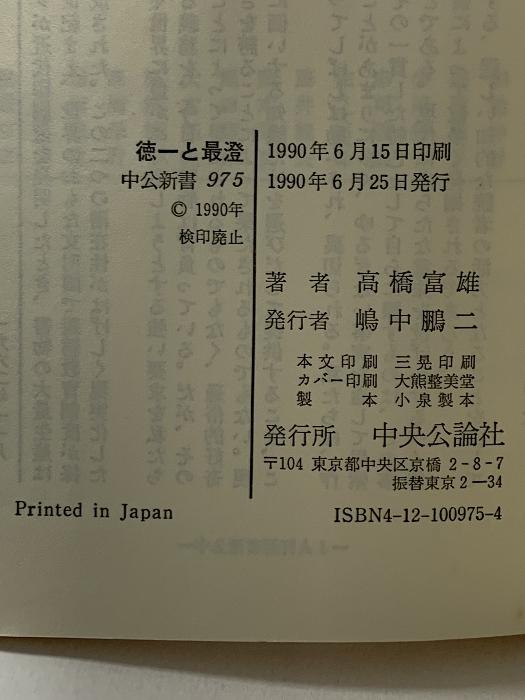 徳一と最澄
中公新書 975
© 1990年
検印廃止
1990年6月15日印刷
1990年6月25日発行
著者 高橋富雄
発行者 嶋中鵬二
本文印刷 三晃印刷
カバー印刷 大熊整美堂
製本 小泉製本
発行所 中央公論社
〒104 東京都中央区京橋 2-8-7
振替東京2―34
Printed in Japan
ISBN4-12-100975-4